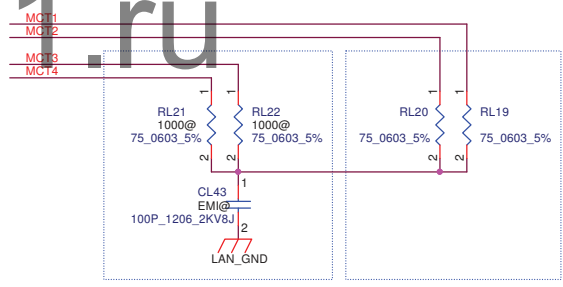 1.ru
MCT1
MCT2
MCT3
MCT4
1 1 1 1
RL21 RL22 RL20 RL19
1000@ 1000@
75_0603_5% 75_0603_5% 75_0603_5% 75_0603_5%
2 2 2 2
CL43 1
EMI@
100P_1206_2KV8J
2
LAN_GND